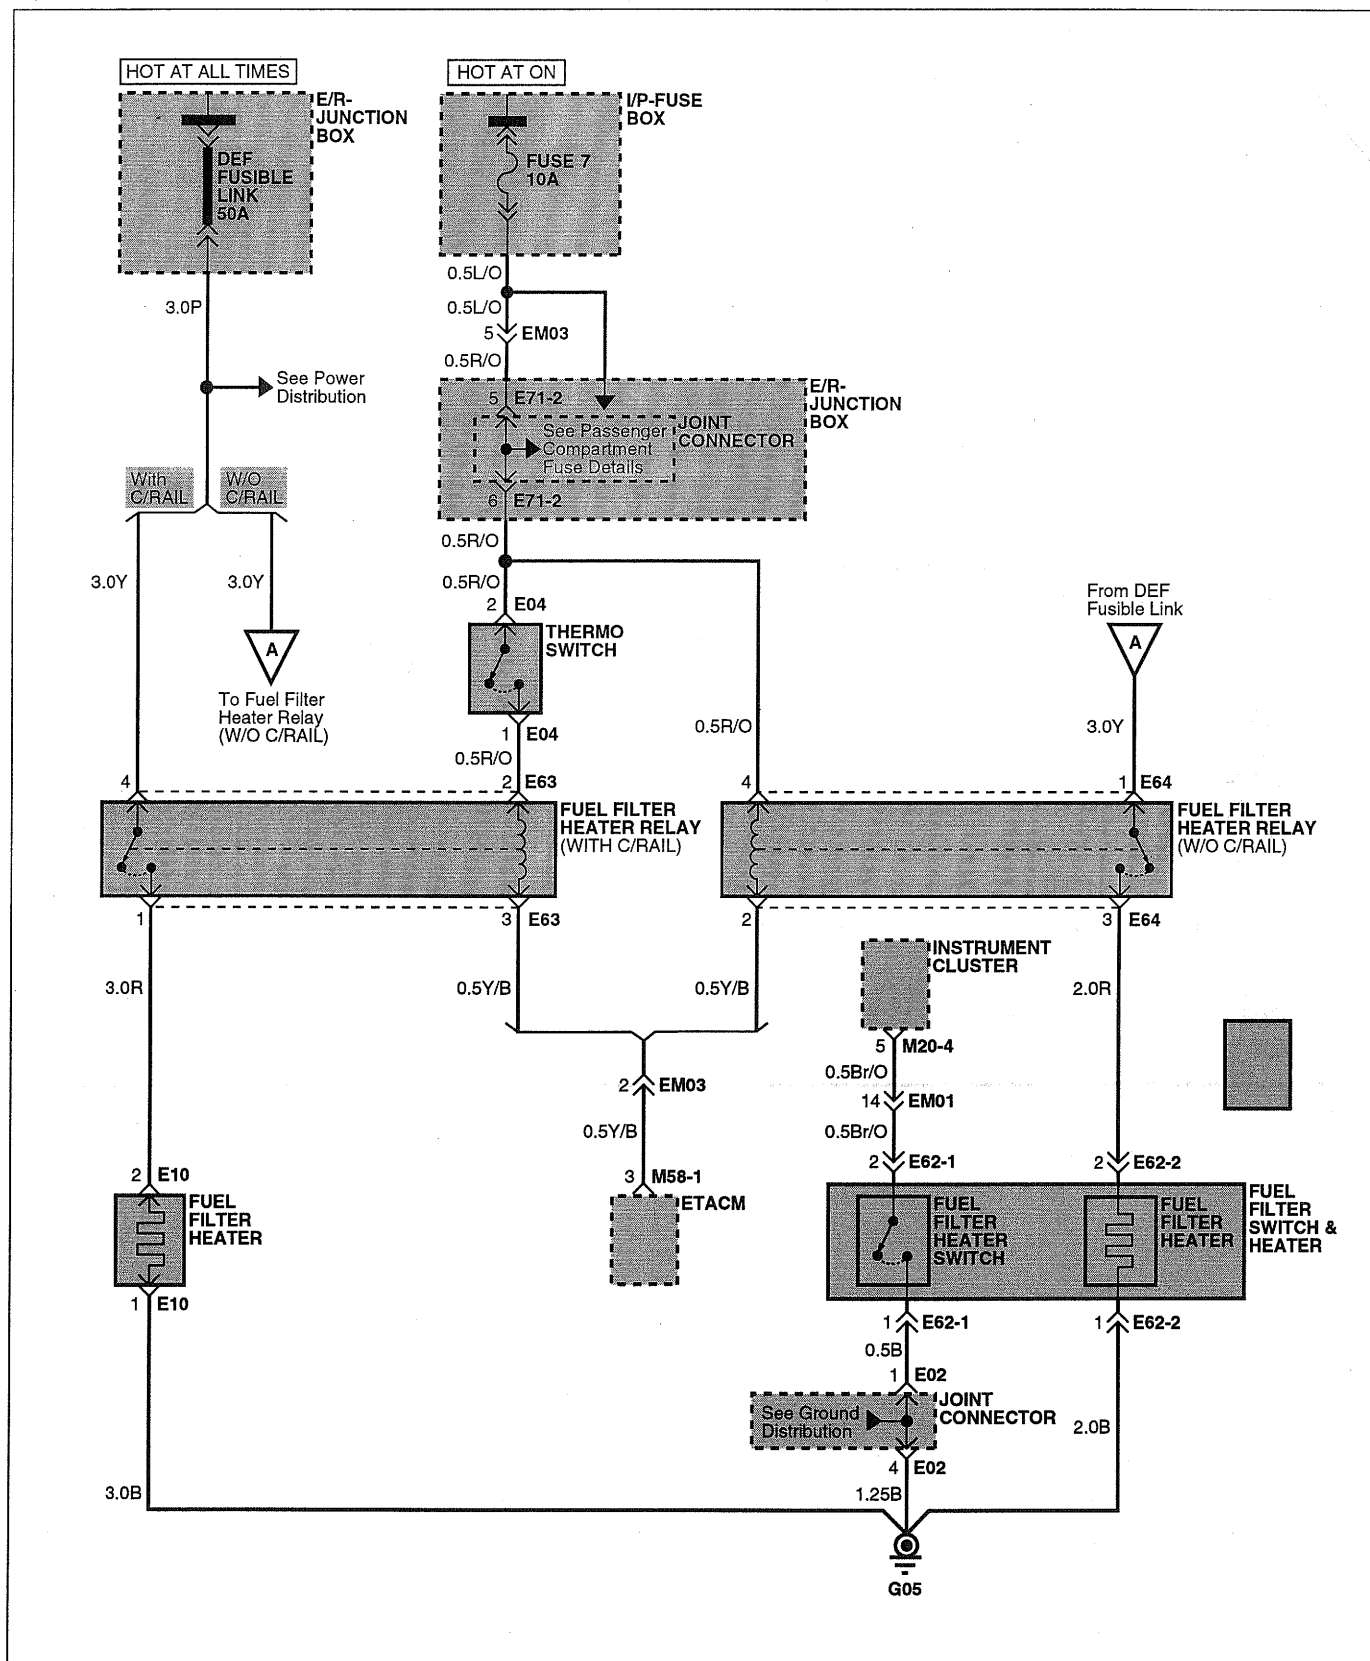 HOT AT ALL TIMES
HOT AT ON
E/R-
JUNCTION
BOX
DEF
FUSIBLE
LINK
50A
I/P-FUSE
BOX
FUSE 7
10A
3.0P
0.5L/O
0.5L/O
5 EM03
0.5R/O
See Power
Distribution
E/R-
JUNCTION
BOX
5 E71-2
JOINT
CONNECTOR
See Passenger
Compartment
Fuse Details
6 E71-2
With
C/RAIL
W/O
C/RAIL
0.5R/O
3.0Y
3.0Y
0.5R/O
2 E04
THERMO
SWITCH
From DEF
Fusible Link
A
A
To Fuel Filter
Heater Relay
(W/O C/RAIL)
1 E04
0.5R/O
0.5R/O
3.0Y
4
2 E63
4
1 E64
FUEL FILTER
HEATER RELAY
(WITH C/RAIL)
FUEL FILTER
HEATER RELAY
(W/O C/RAIL)
1
3 E63
2
3 E64
INSTRUMENT
CLUSTER
3.0R
0.5Y/B
0.5Y/B
2.0R
5 M20-4
0.5Br/O
2 EM03
14 EM01
0.5Y/B
0.5Br/O
2 E10
3 M58-1
2 E62-1
2 E62-2
FUEL
FILTER
HEATER
ETACM
FUEL
FILTER
HEATER
SWITCH
FUEL
FILTER
HEATER
FUEL
FILTER
SWITCH &
HEATER
1 E10
1 E62-1
1 E62-2
0.5B
1 E02
See Ground
Distribution
JOINT
CONNECTOR
2.0B
4 E02
3.0B
1.25B
G05